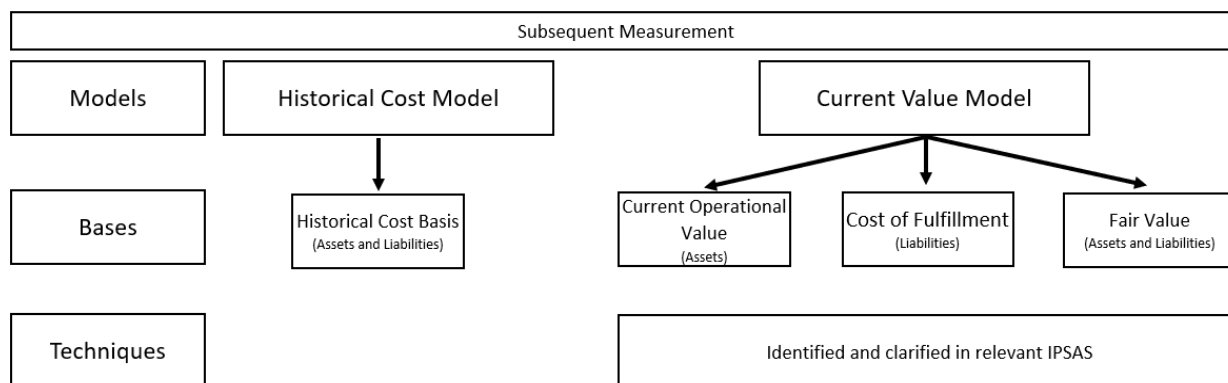 Subsequent Measurement
Models
Historical Cost Model
Current Value Model
Bases
Historical Cost Basis
(Assets and Liabilities)
Current Operational
Value
(Assets)
Cost of Fulfillment
(Liabilities)
Fair Value
(Assets and Liabilities)
Techniques
Identified and clarified in relevant IPSAS